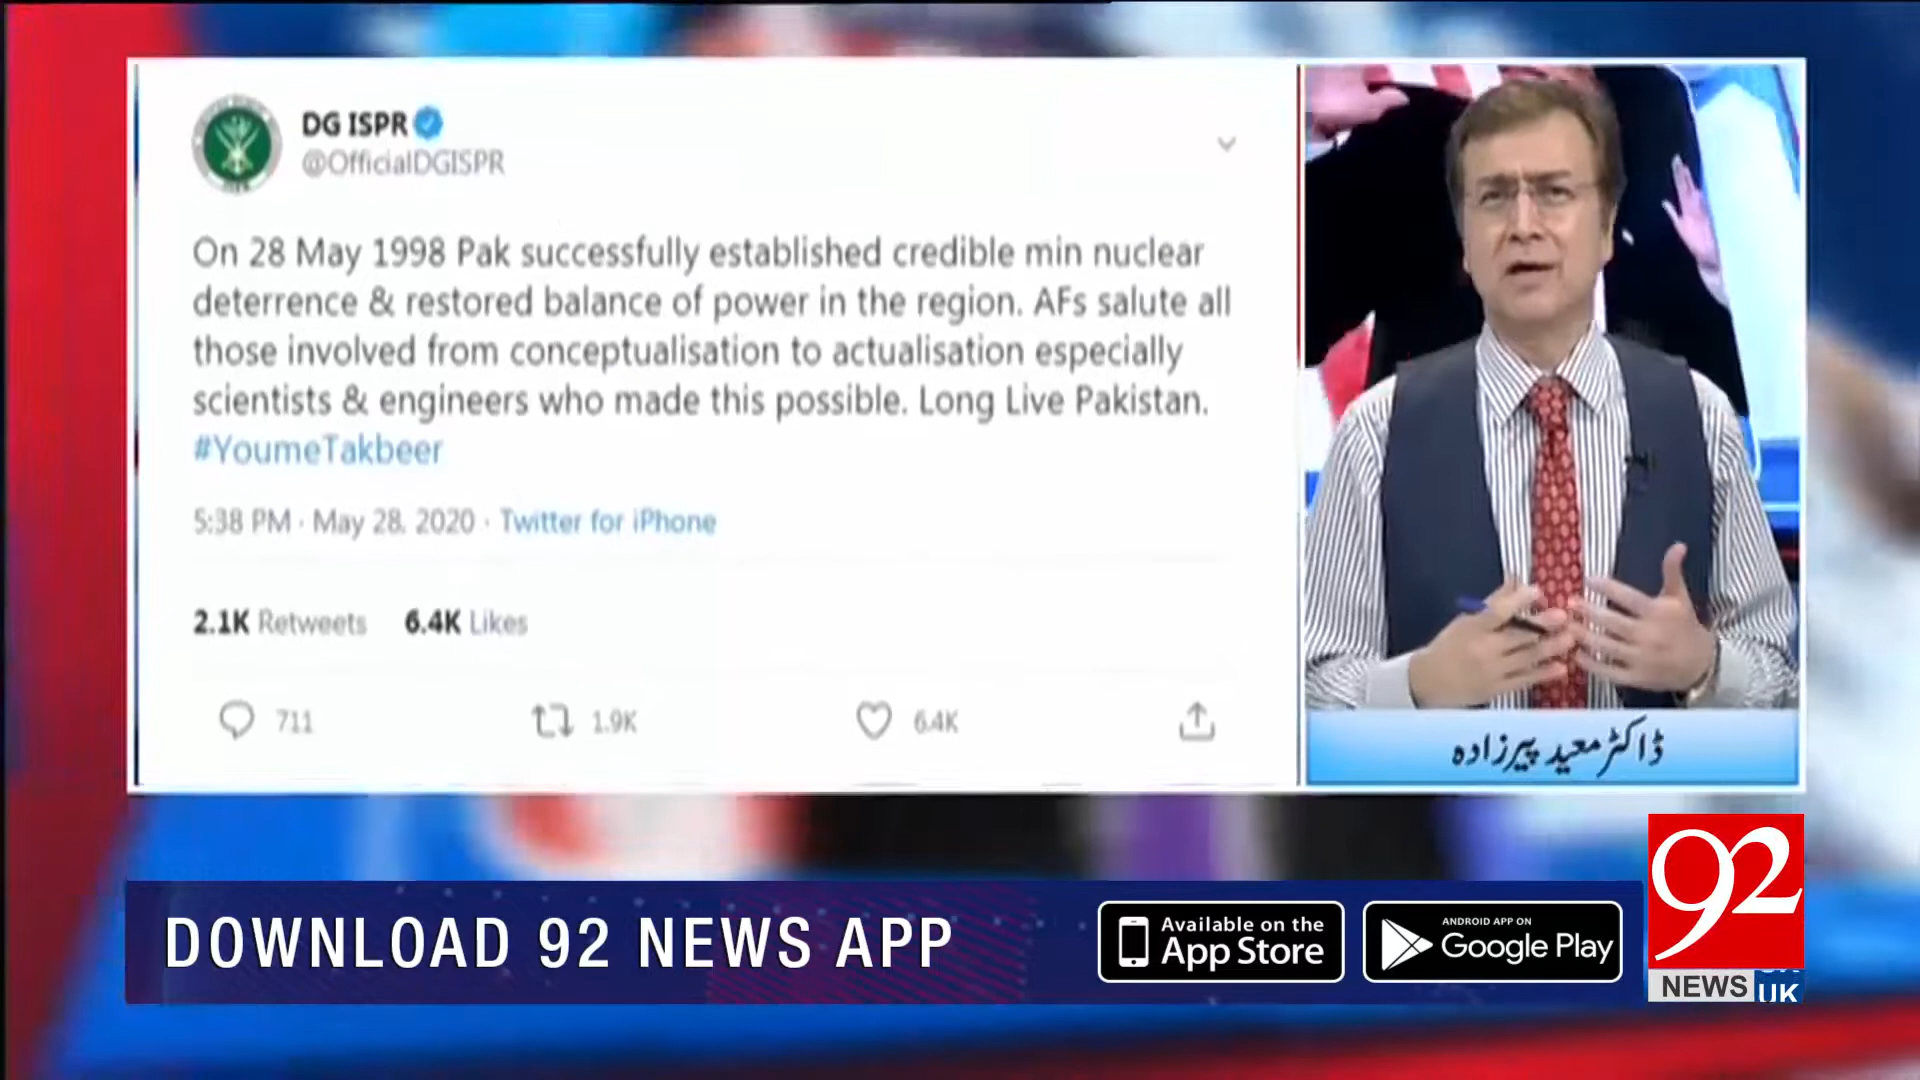 DG ISPR
@OfficialDGISPR
On 28 May 1998 Pak successfully established credible min nuclear
deterrence & restored balance of power in the region. AFs salute all
those involved from conceptualisation to actualisation especially
scientists & engineers who made this possible. Long Live Pakistan.
#YoumeTakbeer
5:38 PM · May 28, 2020 · Twitter for iPhone
2.1K Retweets 6.4K Likes
711 1.9K 6.4K
ڈاکٹر معید پیرزادہ
DOWNLOAD 92 NEWS APP
Available on the
App Store
ANDROID APP ON
Google Play
92
NEWS UK